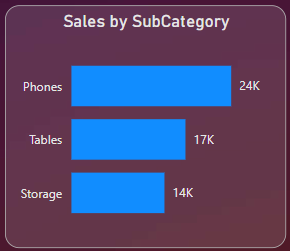 Sales by SubCategory
Phones 24K
Tables 17K
Storage 14K